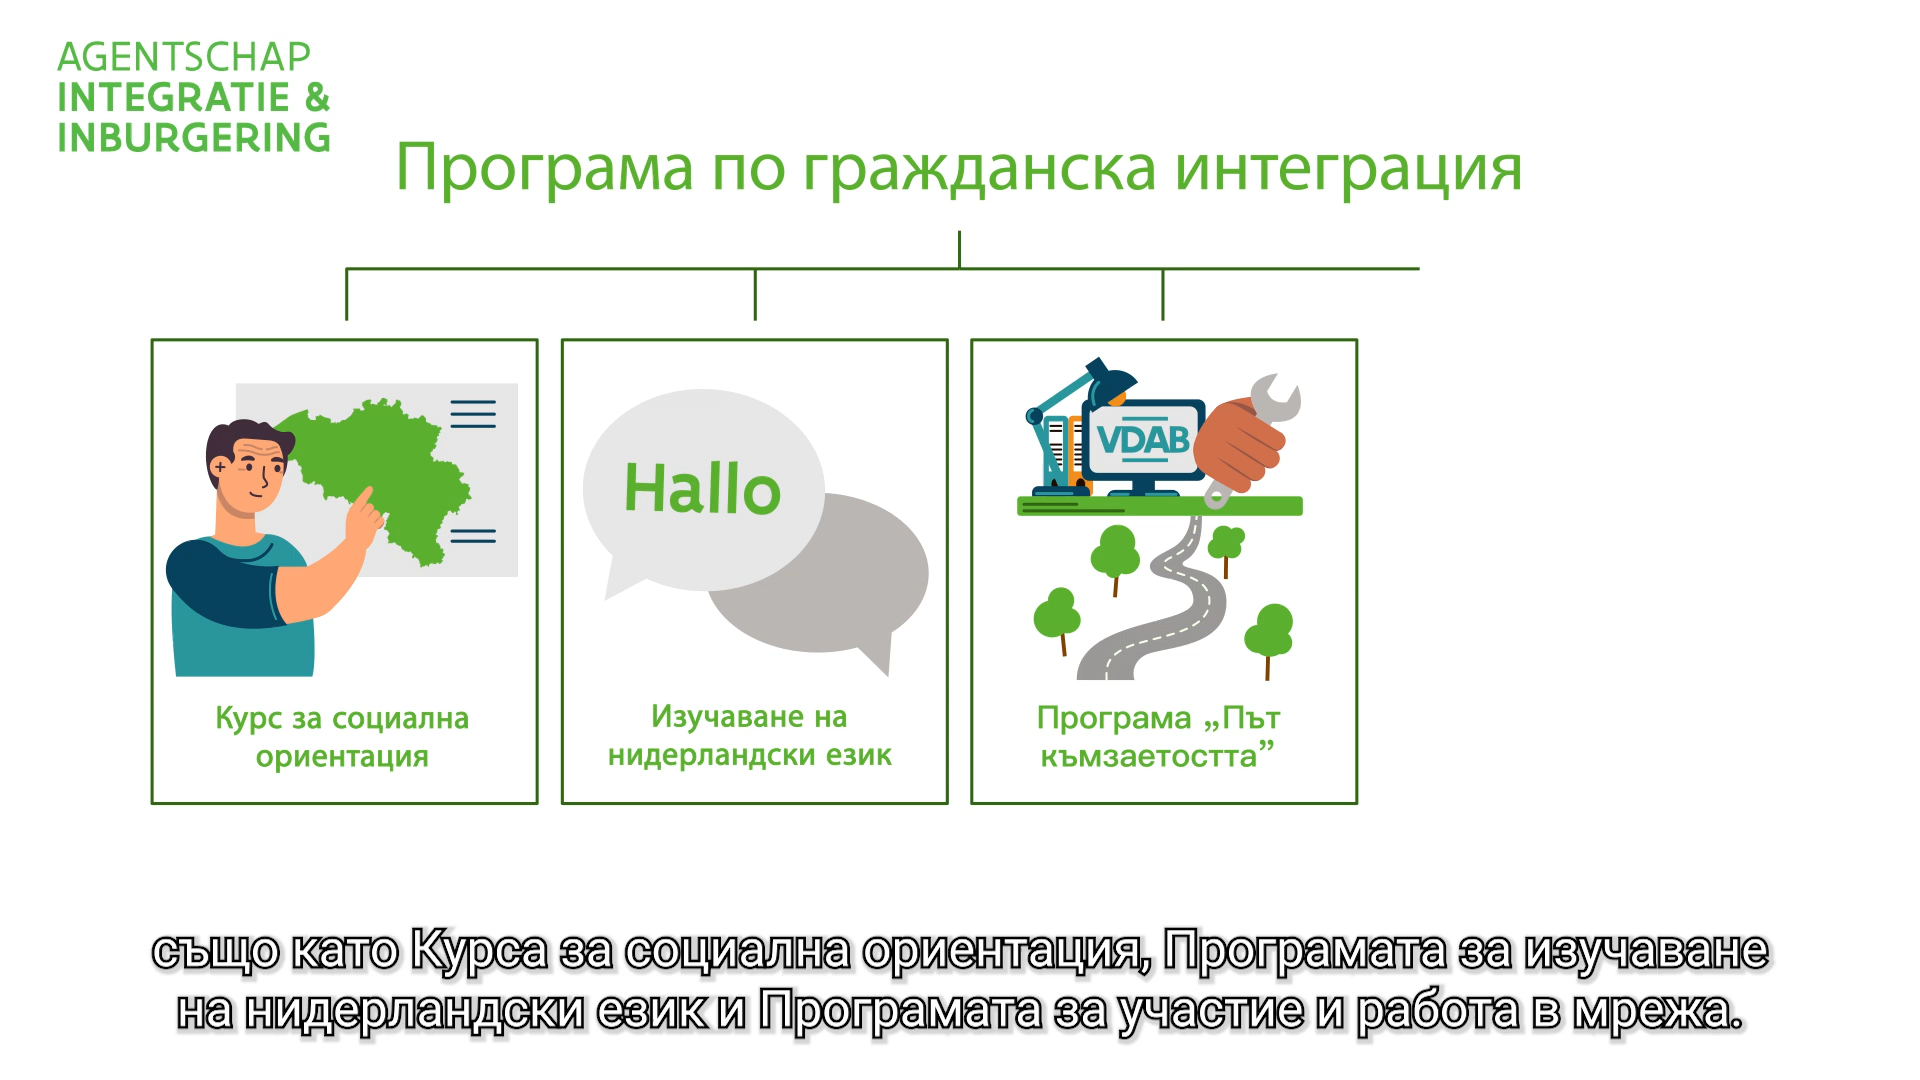 AGENTSCHAP
INTEGRATIE &
INBURGERING
Програма по гражданска интеграция
Hallo
VDAB
Курс за социална
ориентация
Изучаване на
нидерландски език
Програма „Път
къмзаетостта”
също като Курса за социална ориентация, Програмата за изучаване
на нидерландски език и Програмата за участие и работа в мрежа.